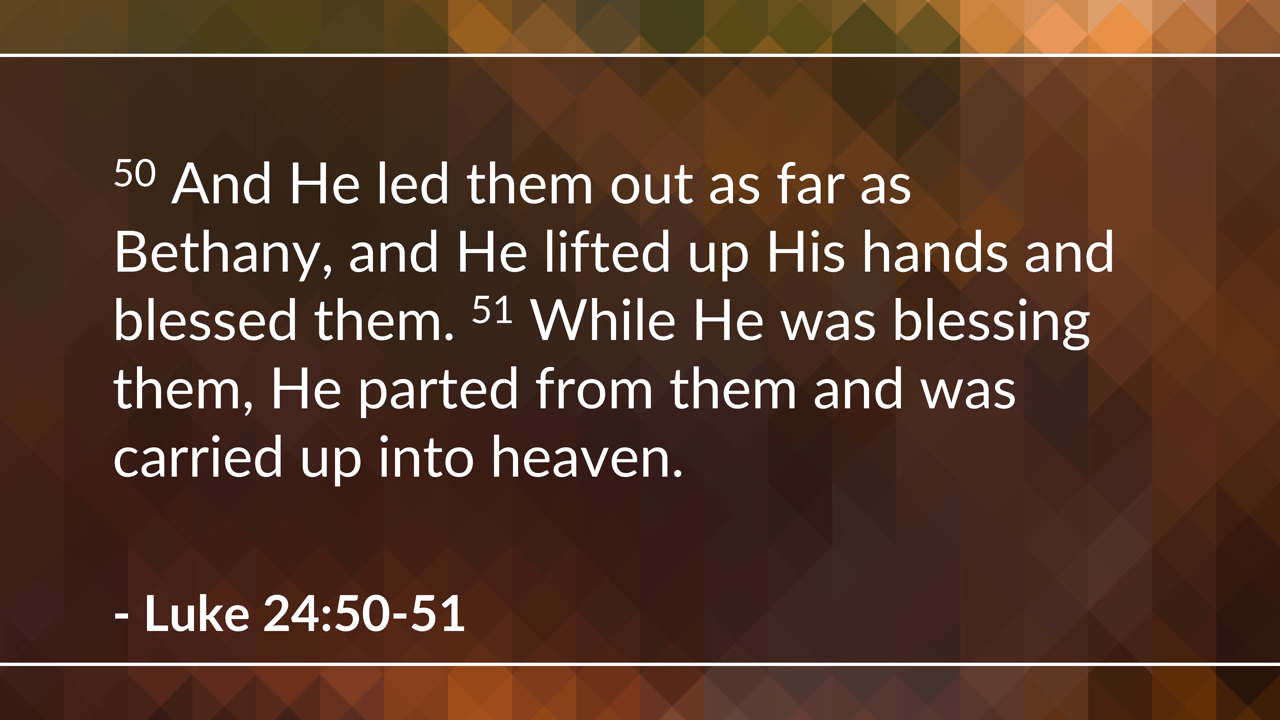 50 And He led them out as far as
Bethany, and He lifted up His hands and
blessed them. 51 While He was blessing
them, He parted from them and was
carried up into heaven.
- Luke 24:50-51